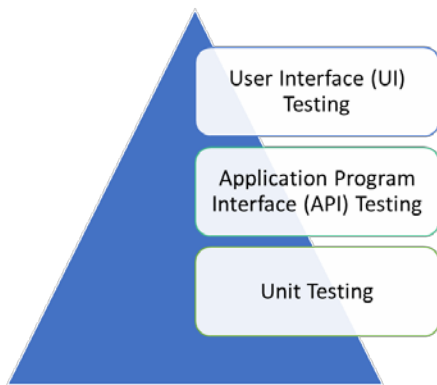 User Interface (UI)
Testing
Application Program
Interface (API) Testing
Unit Testing